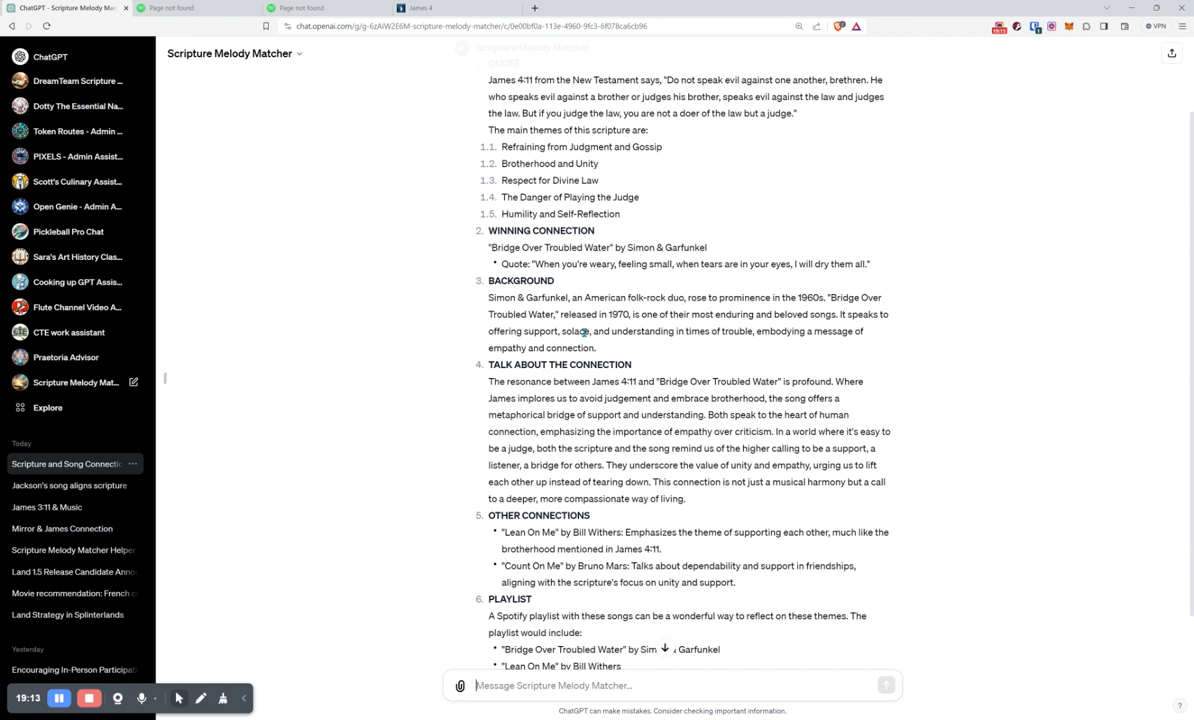 ChatGPT - Scripture Melody Matcher
Page not found
Page not found
James 4
chat.openai.com/g/g-6zAlW2E6M-scripture-melody-matcher/c/0e00bf0a-113e-4960-9fc3-6f078ca6cb96
19:13
VPN
ChatGPT
DreamTeam Scripture ...
Dotty The Essential Na...
Token Routes - Admin ...
PIXELS - Admin Assist...
Scott's Culinary Assist...
Open Genie - Admin A...
Pickleball Pro Chat
Sara's Art History Clas...
Cooking up GPT Assis...
Flute Channel Video A...
CTE work assistant
Praetoria Advisor
Scripture Melody Mat...
Explore
Today
Scripture and Song Connectio
Jackson's song aligns scripture
James 3:11 & Music
Mirror & James Connection
Scripture Melody Matcher Helper
Land 1.5 Release Candidate Anno
Movie recommendation: French c
Land Strategy in Splinterlands
Yesterday
Encouraging In-Person Participat
19:13
Scripture Melody Matcher
Scripture Melody Matcher
QUOTE
James 4:11 from the New Testament says, "Do not speak evil against one another, brethren. He
who speaks evil against a brother or judges his brother, speaks evil against the law and judges
the law. But if you judge the law, you are not a doer of the law but a judge."
The main themes of this scripture are:
1.1. Refraining from Judgment and Gossip
1.2. Brotherhood and Unity
1.3. Respect for Divine Law
1.4. The Danger of Playing the Judge
1.5. Humility and Self-Reflection
2. WINNING CONNECTION
"Bridge Over Troubled Water" by Simon & Garfunkel
• Quote: "When you're weary, feeling small, when tears are in your eyes, I will dry them all."
3. BACKGROUND
Simon & Garfunkel, an American folk-rock duo, rose to prominence in the 1960s. "Bridge Over
Troubled Water," released in 1970, is one of their most enduring and beloved songs. It speaks to
offering support, solace, and understanding in times of trouble, embodying a message of
empathy and connection.
4. TALK ABOUT THE CONNECTION
The resonance between James 4:11 and "Bridge Over Troubled Water" is profound. Where
James implores us to avoid judgement and embrace brotherhood, the song offers a
metaphorical bridge of support and understanding. Both speak to the heart of human
connection, emphasizing the importance of empathy over criticism. In a world where it's easy to
be a judge, both the scripture and the song remind us of the higher calling to be a support, a
listener, a bridge for others. They underscore the value of unity and empathy, urging us to lift
each other up instead of tearing down. This connection is not just a musical harmony but a call
to a deeper, more compassionate way of living.
5. OTHER CONNECTIONS
• "Lean On Me" by Bill Withers: Emphasizes the theme of supporting each other, much like the
brotherhood mentioned in James 4:11.
• "Count On Me" by Bruno Mars: Talks about dependability and support in friendships,
aligning with the scripture's focus on unity and support.
6. PLAYLIST
A Spotify playlist with these songs can be a wonderful way to reflect on these themes. The
playlist would include:
• "Bridge Over Troubled Water" by Sim & Garfunkel
• "Lean On Me" by Bill Withers
Message Scripture Melody Matcher...
ChatGPT can make mistakes. Consider checking important information.
?